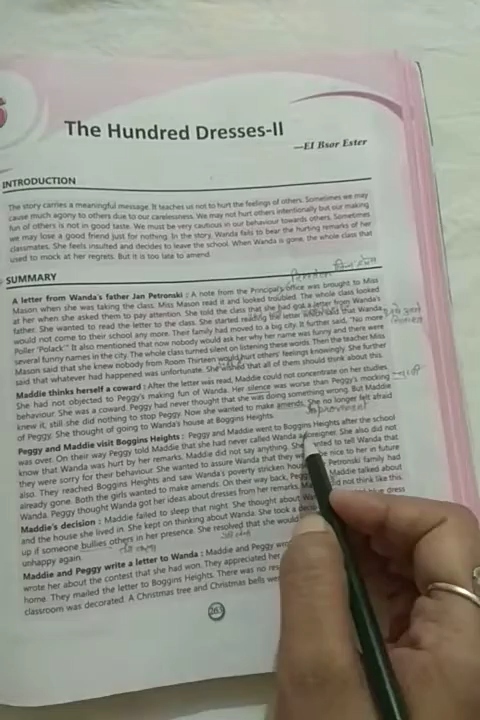 The Hundred Dresses-II
—EI Bsor Ester
INTRODUCTION
The story carries a meaningful message. It teaches us not to hurt the feelings of others. Sometimes we may
cause much agony to others due to our carelessness. We may not hurt others intentionally but our making
fun of others is not in good taste. We must be very cautious in our behaviour towards others. Sometimes
we may lose a good friend just for nothing. In the story, Wanda fails to bear the hurting remarks of her
classmates. She feels insulted and decides to leave the school. When Wanda is gone, the whole class that
used to mock at her regrets. But it is too late to amend.
SUMMARY
A letter from Wanda's father Jan Petronski : A note from the Principal's office was brought to Miss
Mason when she was taking the class. Miss Mason read it and looked troubled. The whole class looked
at her when she asked them to pay attention. She told the class that she had got a letter from Wanda's
father. She wanted to read the letter to the class. She started reading the letter which said that Wanda
would not come to their school any more. Their family had moved to a big city. It further said, "No more
Poller 'Polack'." It also mentioned that now nobody would ask her why her name was funny and there were
several funny names in the city. The whole class turned silent on listening these words. Then the teacher Miss
Mason said that she knew nobody from Room Thirteen would hurt others' feelings knowingly. She further
said that whatever had happened was unfortunate. She that all of them should think about this.
Maddie thinks herself a coward : After the letter was read, Maddie could not concentrate on her studies.
She had not objected to Peggy's making fun of Wanda. Her silence was worse than Peggy's mocking
behaviour. She was a coward. Peggy had never thought that she was doing something wrong. But Maddie
knew it, still she did nothing to stop Peggy. Now she wanted to make amends. She no longer felt afraid
of Peggy. She thought of going to Wanda's house at Boggins Heights.
Peggy and Maddie visit Boggins Heights : Peggy and Maddie went to Boggins Heights after the school
was over. On their way Peggy told Maddie that she had never called Wanda a foreigner. She also did not
know that Wanda was hurt by her remarks. Maddie did not say anything. She to tell Wanda that
they were sorry for their behaviour. She wanted to assure Wanda that they be nice to her in future
also. They reached Boggins Heights and saw Wanda's poverty stricken Petronski family had
already gone. Both the girls wanted to make amends. On their way back, Maddie talked about
Wanda. Peggy thought Wanda got her ideas about dresses from her remarks. not think like this.
Maddie's decision : Maddie failed to sleep that night. She thought about dress
and the house she lived in. She kept on thinking about Wanda. She took a
up if someone bullies others in her presence. She resolved that she would
unhappy again.
Maddie and Peggy write a letter to Wanda : Maddie and Peggy
wrote her about the contest that she had won. They appreciated her
home. They mailed the letter to Boggins Heights. There was no
classroom was decorated. A Christmas tree and Christmas bells
263